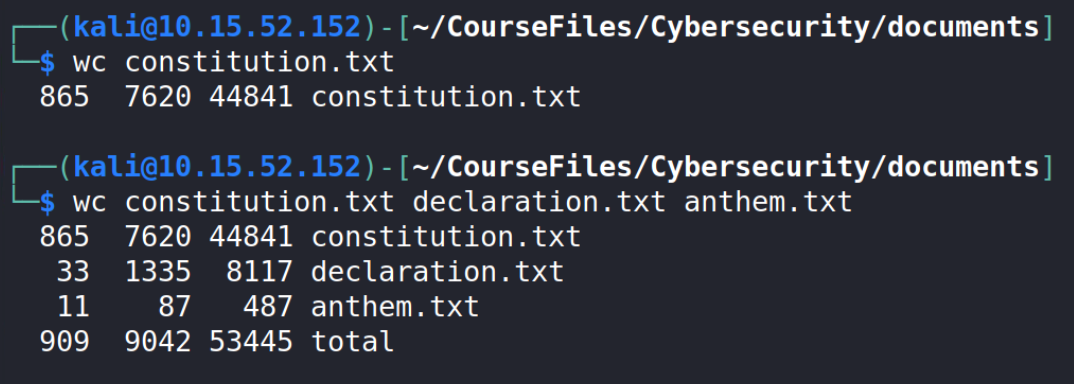 ┌──(kali@10.15.52.152)-[~/CourseFiles/Cybersecurity/documents]
└─$ wc constitution.txt
  865  7620 44841 constitution.txt

┌──(kali@10.15.52.152)-[~/CourseFiles/Cybersecurity/documents]
└─$ wc constitution.txt declaration.txt anthem.txt
  865  7620 44841 constitution.txt
   33  1335  8117 declaration.txt
   11    87   487 anthem.txt
  909  9042 53445 total